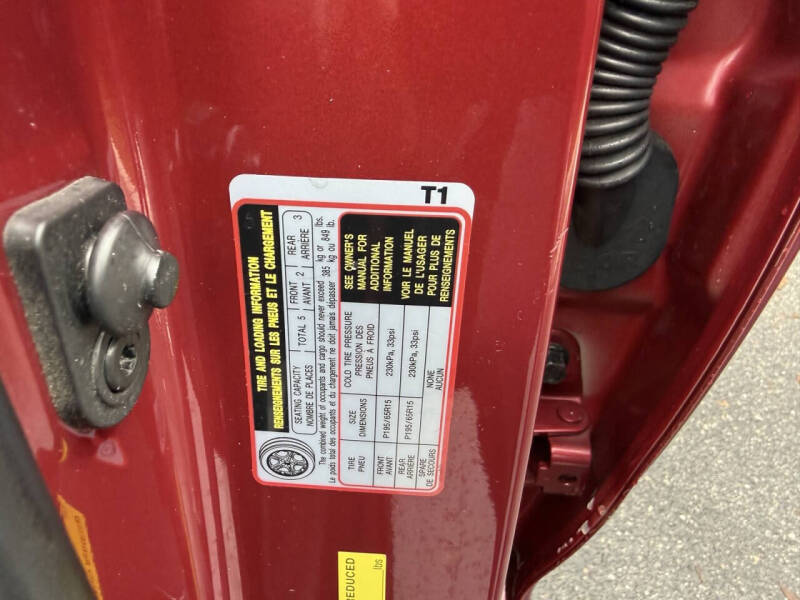 T1
TIRE AND LOADING INFORMATION
RENSEIGNEMENTS SUR LES PNEUS ET LE CHARGEMENT
SEATING CAPACITY
NOMBRE DE PLACES
TOTAL 5
FRONT 2
AVANT
REAR 3
ARRIÈRE
The combined weight of occupants and cargo should never exceed 385 kg or 849 lbs.
Le poids total des occupants et du chargement ne doit jamais dépasser 385 kg ou 849 lb.
TIRE
PNEU
SIZE
DIMENSIONS
COLD TIRE PRESSURE
PRESSION DES
PNEUS À FROID
FRONT
AVANT
P195/65R15
230kPa, 33psi
REAR
ARRIÈRE
P195/65R15
230kPa, 33psi
SPARE
DE SECOURS
NONE
AUCUN
SEE OWNER'S
MANUAL FOR
ADDITIONAL
INFORMATION
VOIR LE MANUEL
DE L'USAGER
POUR PLUS DE
RENSEIGNEMENTS
REDUCED
lbs